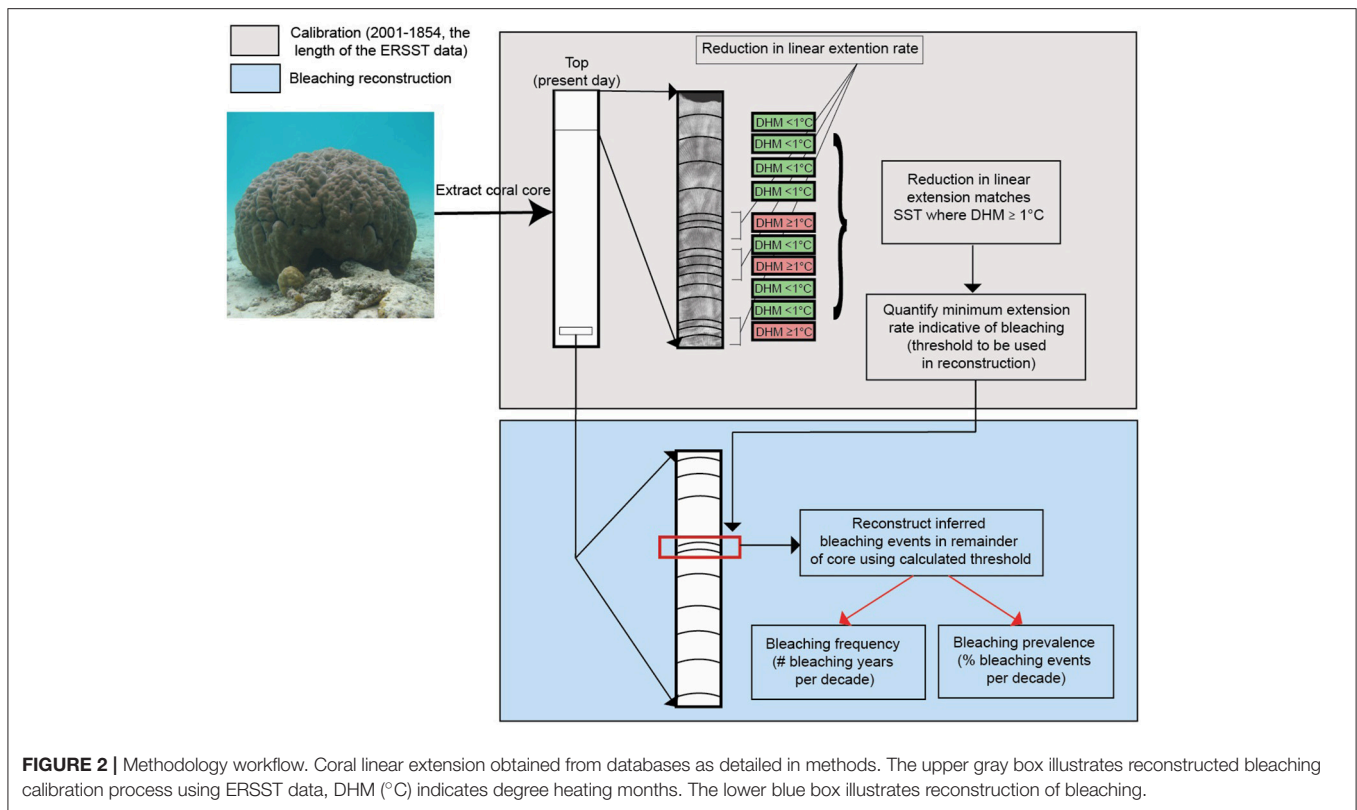 Calibration (2001-1854, the
length of the ERSST data)
Bleaching reconstruction
Reduction in linear extention rate
Top
(present day)
Extract coral core
DHM <1°C
DHM <1°C
DHM <1°C
DHM <1°C
DHM ≥1°C
DHM <1°C
DHM ≥1°C
DHM <1°C
DHM <1°C
DHM ≥1°C
Reduction in linear
extension matches
SST where DHM ≥ 1°C
Quantify minimum extension
rate indicative of bleaching
(threshold to be used
in reconstruction)
Reconstruct inferred
bleaching events in remainder
of core using calculated threshold
Bleaching frequency
(# bleaching years
per decade)
Bleaching prevalence
(% bleaching events
per decade)
FIGURE 2 | Methodology workflow. Coral linear extension obtained from databases as detailed in methods. The upper gray box illustrates reconstructed bleaching
calibration process using ERSST data, DHM (°C) indicates degree heating months. The lower blue box illustrates reconstruction of bleaching.